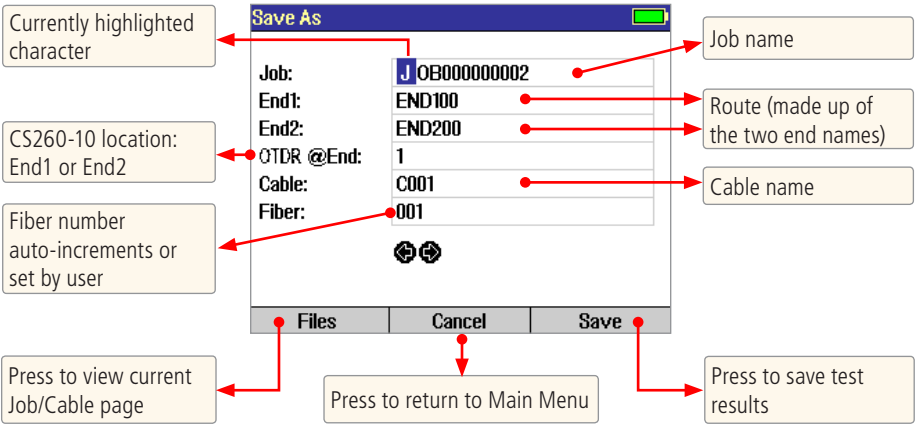 Currently highlighted
character
Save As
Job name
Job: JOB000000002
End1: END100
Route (made up of
the two end names)
End2: END200
CS260-10 location:
End1 or End2
OTDR @End: 1
Cable: C001
Cable name
Fiber: 001
Fiber number
auto-increments or
set by user
Files Cancel Save
Press to view current
Job/Cable page
Press to return to Main Menu
Press to save test
results